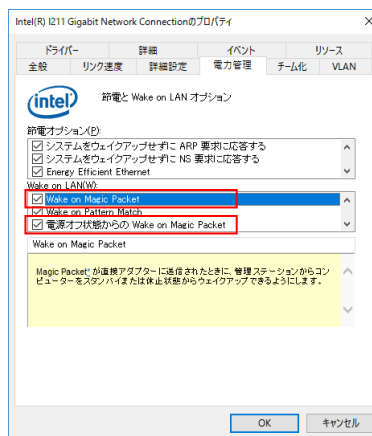 Intel(R) I211 Gigabit Network Connectionのプロパティ
ドライバー 詳細 イベント リソース
全般 リンク速度 詳細設定 電力管理 チーム化 VLAN
intel 節電と Wake on LAN オプション
節電オプション(P):
システムをウェイクアップせずに ARP 要求に応答する
システムをウェイクアップせずに NS 要求に応答する
Energy Efficient Ethernet
Wake on LAN(W):
Wake on Magic Packet
Wake on Pattern Match
電源オフ状態からの Wake on Magic Packet
Wake on Magic Packet
Magic Packet* が直接アダプターに送信されたときに、管理ステーションからコン
ピューターをスタンバイまたは休止状態からウェイクアップできるようにします。
OK キャンセル